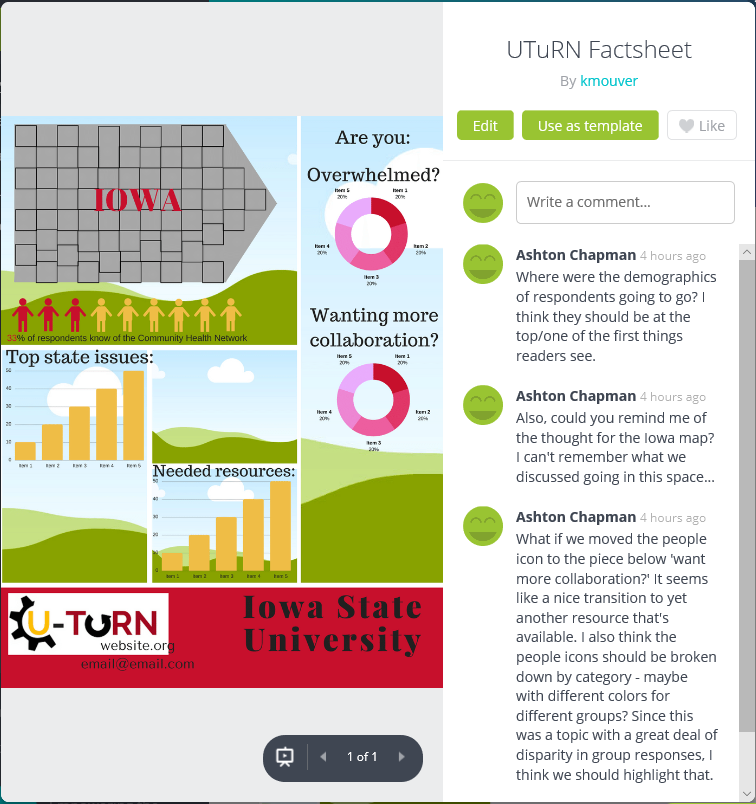 UTuRN Factsheet
By kmouver
Edit
Use as template
Like
Write a comment...
IOWA
33% of respondents know of the Community Health Network
Are you:
Overwhelmed?
Item 5
20%
Item 1
20%
Item 4
20%
Item 2
20%
Item 3
20%
Wanting more
collaboration?
Item 5
20%
Item 1
20%
Item 4
20%
Item 2
20%
Item 3
20%
Top state issues:
50
40
30
20
10
0
Item 1 Item 2 Item 3 Item 4 Item 5
Needed resources:
50
40
30
20
10
0
Item 1 Item 2 Item 3 Item 4 Item 5
U-TURN
website.org
email@email.com
Iowa State
University
1 of 1
Ashton Chapman 4 hours ago
Where were the demographics
of respondents going to go? I
think they should be at the
top/one of the first things
readers see.
Ashton Chapman 4 hours ago
Also, could you remind me of
the thought for the Iowa map?
I can't remember what we
discussed going in this space...
Ashton Chapman 4 hours ago
What if we moved the people
icon to the piece below 'want
more collaboration?' It seems
like a nice transition to yet
another resource that's
available. I also think the
people icons should be broken
down by category - maybe
with different colors for
different groups? Since this
was a topic with a great deal of
disparity in group responses, I
think we should highlight that.